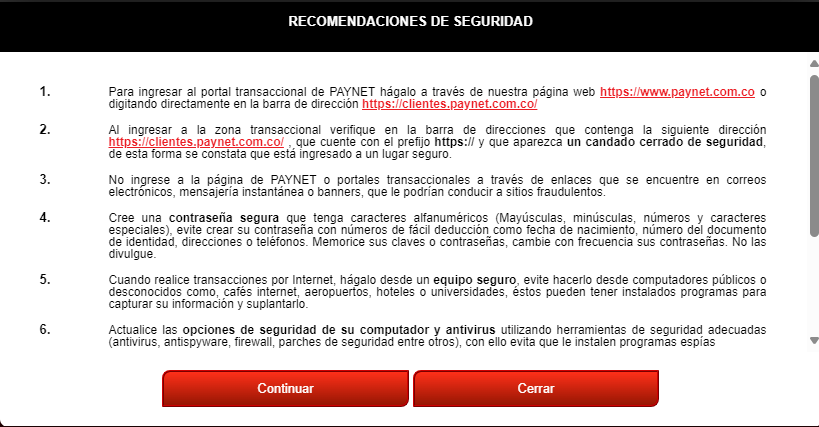 RECOMENDACIONES DE SEGURIDAD
1. Para ingresar al portal transaccional de PAYNET hágalo a través de nuestra página web https://www.paynet.com.co o
digitando directamente en la barra de dirección https://clientes.paynet.com.co/
2. Al ingresar a la zona transaccional verifique en la barra de direcciones que contenga la siguiente dirección
https://clientes.paynet.com.co/ , que cuente con el prefijo https:// y que aparezca un candado cerrado de seguridad,
de esta forma se constata que está ingresado a un lugar seguro.
3. No ingrese a la página de PAYNET o portales transaccionales a través de enlaces que se encuentre en correos
electrónicos, mensajería instantánea o banners, que le podrían conducir a sitios fraudulentos.
4. Cree una contraseña segura que tenga caracteres alfanuméricos (Mayúsculas, minúsculas, números y caracteres
especiales), evite crear su contraseña con números de fácil deducción como fecha de nacimiento, número del documento
de identidad, direcciones o teléfonos. Memorice sus claves o contraseñas, cambie con frecuencia sus contraseñas. No las
divulgue.
5. Cuando realice transacciones por Internet, hágalo desde un equipo seguro, evite hacerlo desde computadores públicos o
desconocidos como, cafés internet, aeropuertos, hoteles o universidades, éstos pueden tener instalados programas para
capturar su información y suplantarlo.
6. Actualice las opciones de seguridad de su computador y antivirus utilizando herramientas de seguridad adecuadas
(antivirus, antispyware, firewall, parches de seguridad entre otros), con ello evita que le instalen programas espías
Continuar
Cerrar